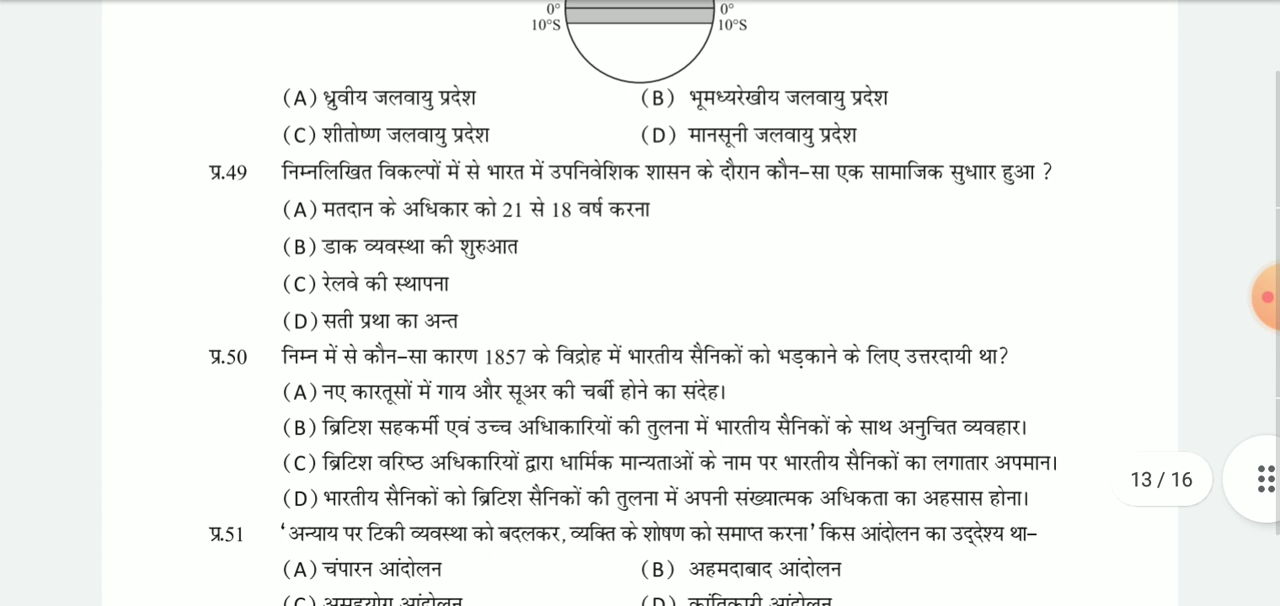 0° 0°
10°S 10°S
(A) ध्रुवीय जलवायु प्रदेश (B) भूमध्यरेखीय जलवायु प्रदेश
(C) शीतोष्ण जलवायु प्रदेश (D) मानसूनी जलवायु प्रदेश
प्र.49 निम्नलिखित विकल्पों में से भारत में उपनिवेशिक शासन के दौरान कौन-सा एक सामाजिक सुधाार हुआ ?
(A) मतदान के अधिकार को 21 से 18 वर्ष करना
(B) डाक व्यवस्था की शुरुआत
(C) रेलवे की स्थापना
(D) सती प्रथा का अन्त
प्र.50 निम्न में से कौन-सा कारण 1857 के विद्रोह में भारतीय सैनिकों को भड़काने के लिए उत्तरदायी था?
(A) नए कारतूसों में गाय और सूअर की चर्बी होने का संदेह।
(B) ब्रिटिश सहकर्मी एवं उच्च अधिाकारियों की तुलना में भारतीय सैनिकों के साथ अनुचित व्यवहार।
(C) ब्रिटिश वरिष्ठ अधिकारियों द्वारा धार्मिक मान्यताओं के नाम पर भारतीय सैनिकों का लगातार अपमान।
(D) भारतीय सैनिकों को ब्रिटिश सैनिकों की तुलना में अपनी संख्यात्मक अधिकता का अहसास होना।
13 / 16
प्र.51 ‘अन्याय पर टिकी व्यवस्था को बदलकर, व्यक्ति के शोषण को समाप्त करना’ किस आंदोलन का उद्देश्य था-
(A) चंपारन आंदोलन (B) अहमदाबाद आंदोलन
(C) असहयोग आंदोलन (D) क्रांतिकारी आंदोलन